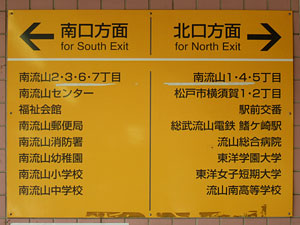 南口方面
for South Exit
南流山2・3・6・7丁目
南流山センター
福祉会館
南流山郵便局
南流山消防署
南流山幼稚園
南流山小学校
南流山中学校
北口方面
for North Exit
南流山1・4・5丁目
松戸市横須賀1・2丁目
駅前交番
総武流山電鉄 鰭ケ崎駅
流山総合病院
東洋学園大学
東洋女子短期大学
流山南高等学校